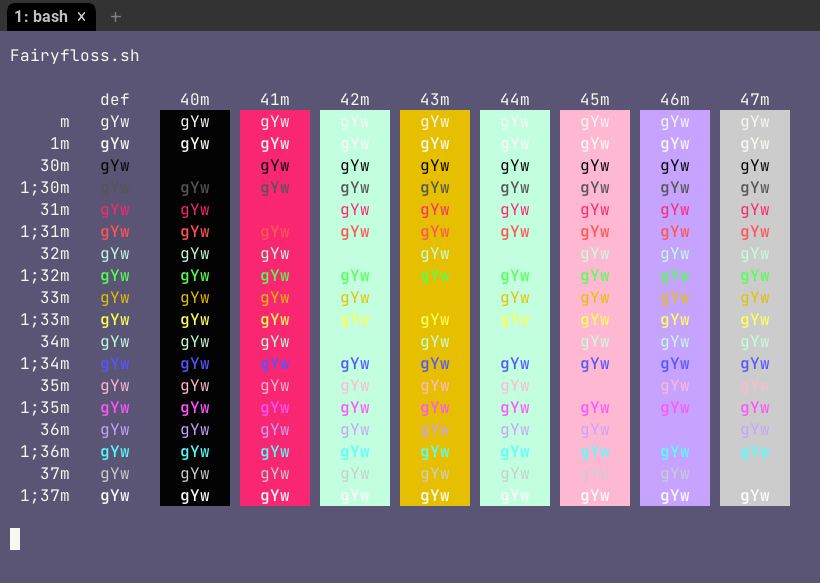 1: bash × +
Fairyfloss.sh
def 40m 41m 42m 43m 44m 45m 46m 47m
m gYw gYw gYw gYw gYw gYw gYw gYw gYw
1m gYw gYw gYw gYw gYw gYw gYw gYw gYw
30m gYw gYw gYw gYw gYw gYw gYw gYw
1;30m gYw gYw gYw gYw gYw gYw gYw gYw gYw
31m gYw gYw gYw gYw gYw gYw gYw gYw
1;31m gYw gYw gYw gYw gYw gYw gYw gYw gYw
32m gYw gYw gYw gYw gYw gYw gYw
1;32m gYw gYw gYw gYw gYw gYw gYw gYw gYw
33m gYw gYw gYw gYw gYw gYw gYw gYw
1;33m gYw gYw gYw gYw gYw gYw gYw gYw gYw
34m gYw gYw gYw gYw gYw gYw gYw
1;34m gYw gYw gYw gYw gYw gYw gYw gYw gYw
35m gYw gYw gYw gYw gYw gYw gYw gYw
1;35m gYw gYw gYw gYw gYw gYw gYw gYw gYw
36m gYw gYw gYw gYw gYw gYw gYw gYw
1;36m gYw gYw gYw gYw gYw gYw gYw gYw gYw
37m gYw gYw gYw gYw gYw gYw gYw gYw
1;37m gYw gYw gYw gYw gYw gYw gYw gYw gYw